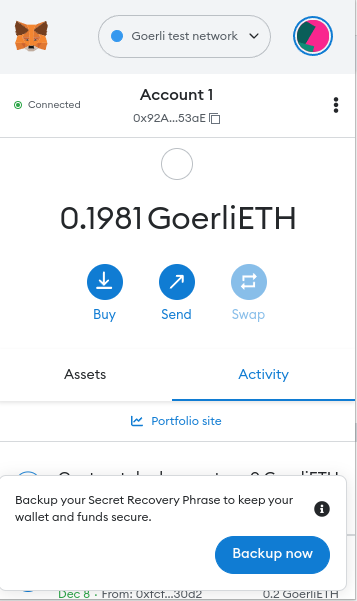 Goerli test network
Connected
Account 1
0x92A...53aE
0.1981 GoerliETH
Buy
Send
Swap
Assets
Activity
Portfolio site
Backup your Secret Recovery Phrase to keep your
wallet and funds secure.
Backup now
Dec 8 · From: 0xfcf...30d2
0.2 GoerliETH